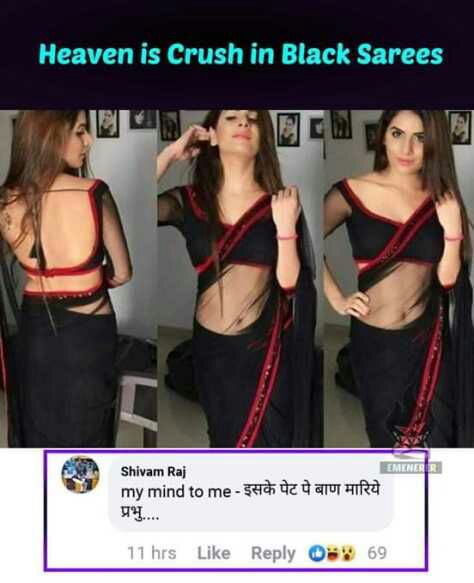 Heaven is Crush in Black Sarees
EMENERER
Shivam Raj
my mind to me - इसके पेट पे बाण मारिये
प्रभु....
11 hrs Like Reply 69